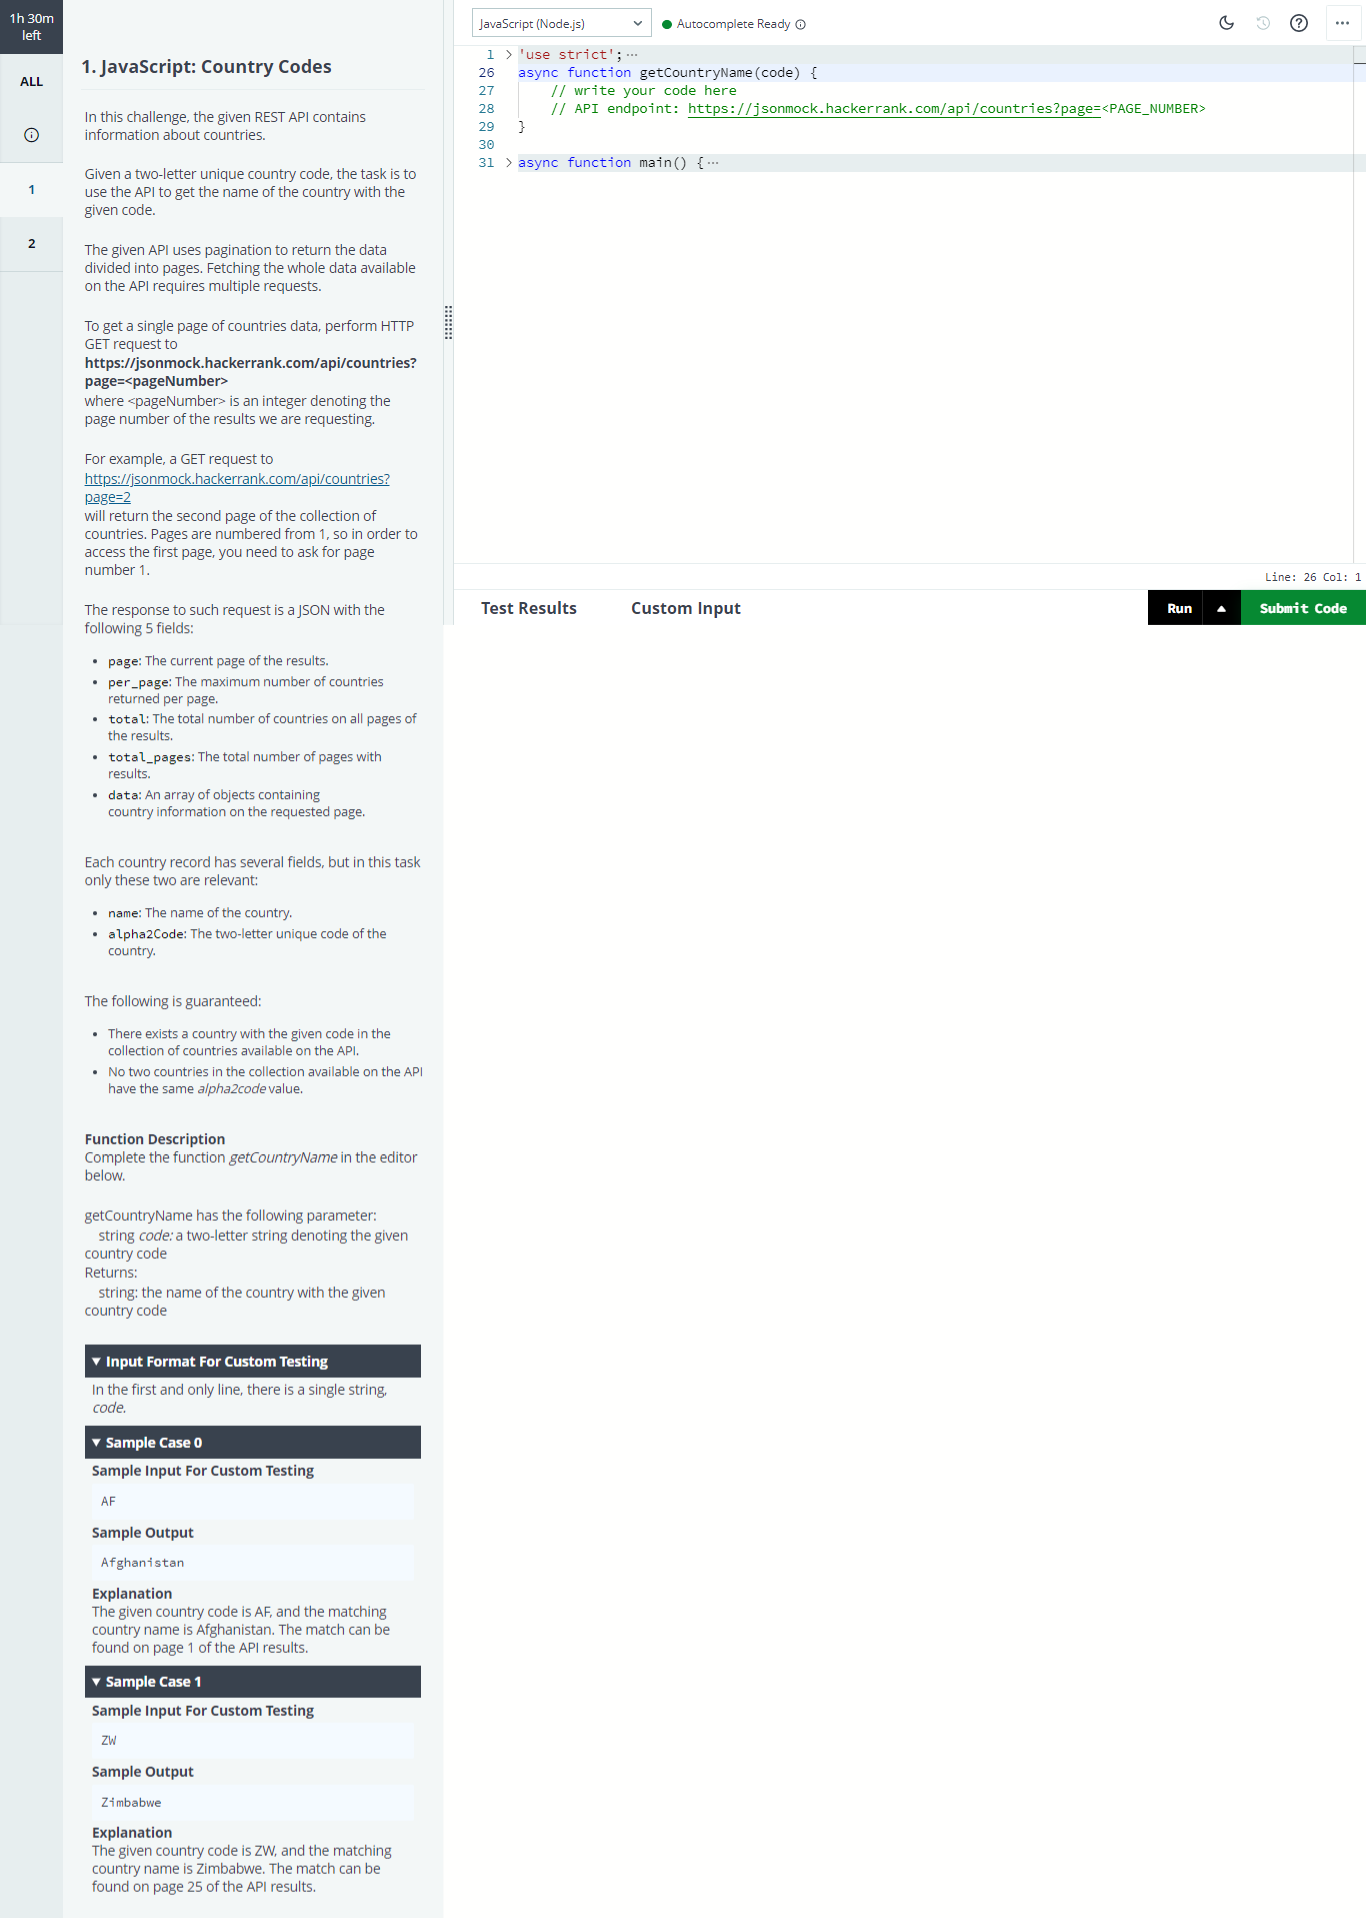 1h 30m
left
ALL
1
2
1. JavaScript: Country Codes
In this challenge, the given REST API contains
information about countries.
Given a two-letter unique country code, the task is to
use the API to get the name of the country with the
given code.
The given API uses pagination to return the data
divided into pages. Fetching the whole data available
on the API requires multiple requests.
To get a single page of countries data, perform HTTP
GET request to
https://jsonmock.hackerrank.com/api/countries?
page=<pageNumber>
where <pageNumber> is an integer denoting the
page number of the results we are requesting.
For example, a GET request to
https://jsonmock.hackerrank.com/api/countries?
page=2
will return the second page of the collection of
countries. Pages are numbered from 1, so in order to
access the first page, you need to ask for page
number 1.
The response to such request is a JSON with the
following 5 fields:
• page: The current page of the results.
• per_page: The maximum number of countries
returned per page.
• total: The total number of countries on all pages of
the results.
• total_pages: The total number of pages with
results.
• data: An array of objects containing
country information on the requested page.
Each country record has several fields, but in this task
only these two are relevant:
• name: The name of the country.
• alpha2Code: The two-letter unique code of the
country.
The following is guaranteed:
• There exists a country with the given code in the
collection of countries available on the API.
• No two countries in the collection available on the API
have the same alpha2code value.
Function Description
Complete the function getCountryName in the editor
below.
getCountryName has the following parameter:
string code: a two-letter string denoting the given
country code
Returns:
string: the name of the country with the given
country code
▼ Input Format For Custom Testing
In the first and only line, there is a single string,
code.
▼ Sample Case 0
Sample Input For Custom Testing
AF
Sample Output
Afghanistan
Explanation
The given country code is AF, and the matching
country name is Afghanistan. The match can be
found on page 1 of the API results.
▼ Sample Case 1
Sample Input For Custom Testing
ZW
Sample Output
Zimbabwe
Explanation
The given country code is ZW, and the matching
country name is Zimbabwe. The match can be
found on page 25 of the API results.
JavaScript (Node.js)
Autocomplete Ready
1 > 'use strict';⋯
26 async function getCountryName(code) {
27 // write your code here
28 // API endpoint: https://jsonmock.hackerrank.com/api/countries?page=<PAGE_NUMBER>
29 }
30
31 > async function main() {⋯
Line: 26 Col: 1
Test Results Custom Input
Run ▲ Submit Code